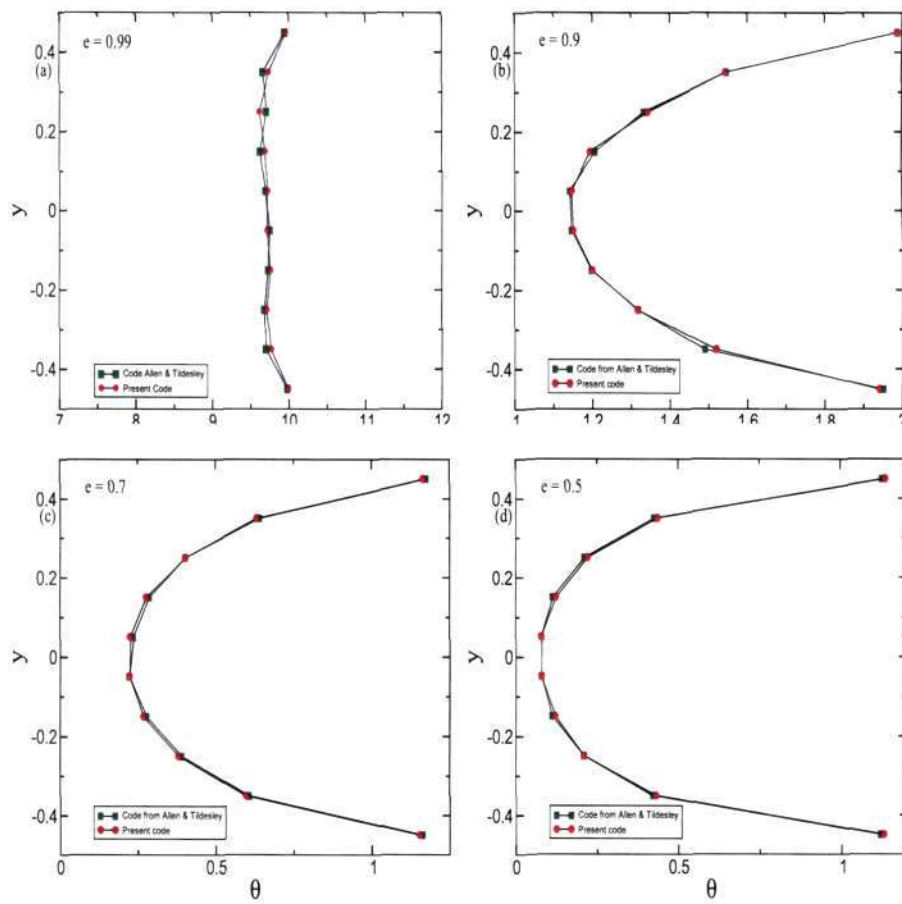 e = 0.99
(a)
0.4
0.2
0
-0.2
-0.4
y
Code Allen & Tildesley
Present Code
7 8 9 10 11 12
e = 0.9
(b)
0.4
0.2
0
-0.2
-0.4
y
Code from Allen & Tildesley
Present code
1 1.2 1.4 1.6 1.8
e = 0.7
(c)
0.4
0.2
0
-0.2
-0.4
y
Code from Allen & Tildesley
Present code
0 0.5 1
θ
e = 0.5
(d)
0.4
0.2
0
-0.2
-0.4
y
Code from Allen & Tildesley
Present code
0 0.5 1
θ